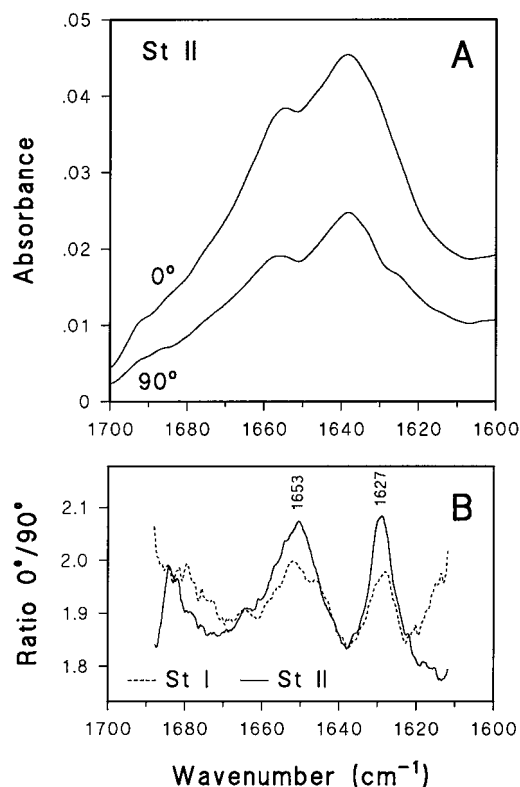 St II
A
.05
.04
.03
.02
.01
0
Absorbance
0°
90°
1700 1680 1660 1640 1620 1600
1653
1627
B
2.1
2.0
1.9
1.8
Ratio 0°/90°
St I St II
1700 1680 1660 1640 1620 1600
Wavenumber (cm⁻¹)